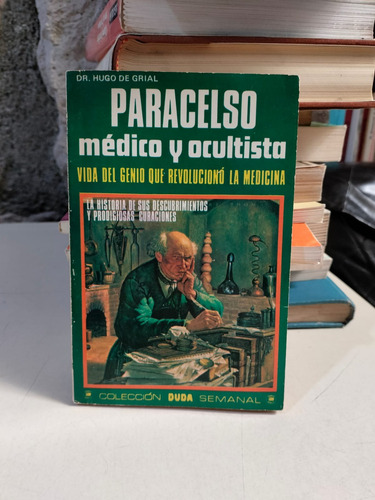 DR. HUGO DE GRIAL
PARACELSO
médico y ocultista
VIDA DEL GENIO QUE REVOLUCIONÓ LA MEDICINA
LA HISTORIA DE SUS DESCUBRIMIENTOS
Y PRODIGIOSAS CURACIONES
COLECCIÓN DUDA SEMANAL